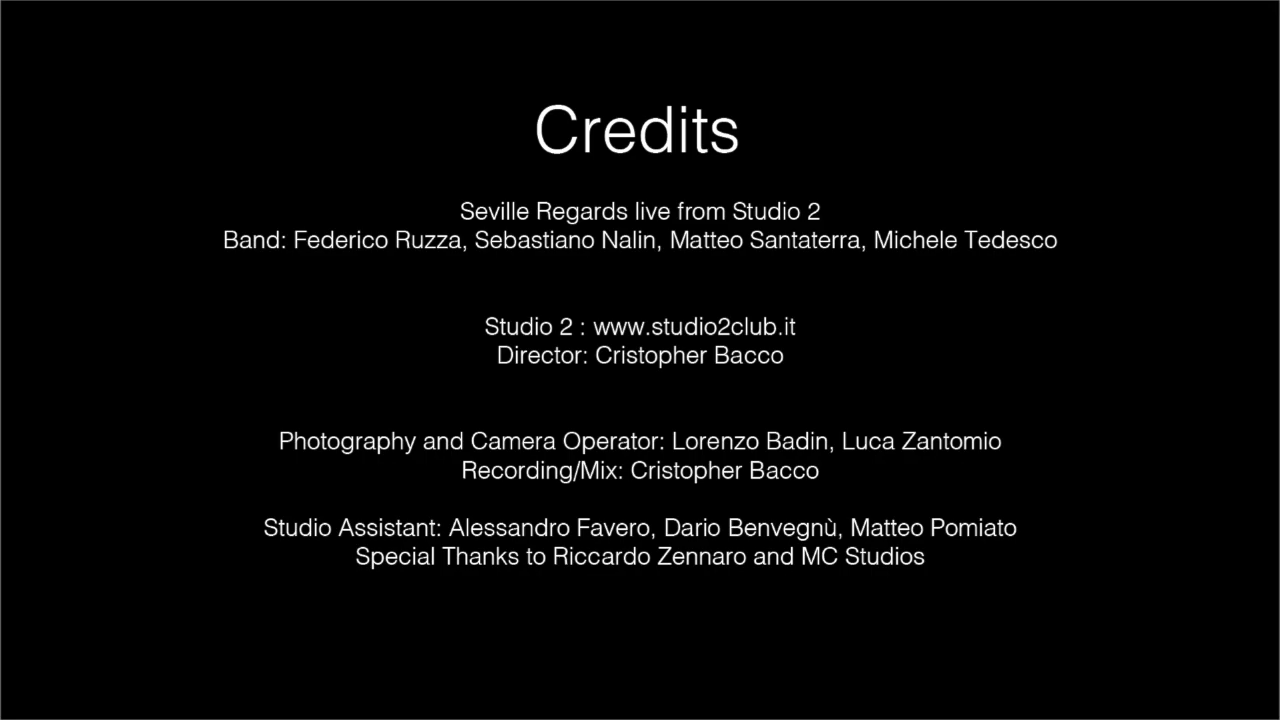 Credits
Seville Regards live from Studio 2
Band: Federico Ruzza, Sebastiano Nalin, Matteo Santaterra, Michele Tedesco
Studio 2 : www.studio2club.it
Director: Cristopher Bacco
Photography and Camera Operator: Lorenzo Badin, Luca Zantomio
Recording/Mix: Cristopher Bacco
Studio Assistant: Alessandro Favero, Dario Benvegnù, Matteo Pomiato
Special Thanks to Riccardo Zennaro and MC Studios